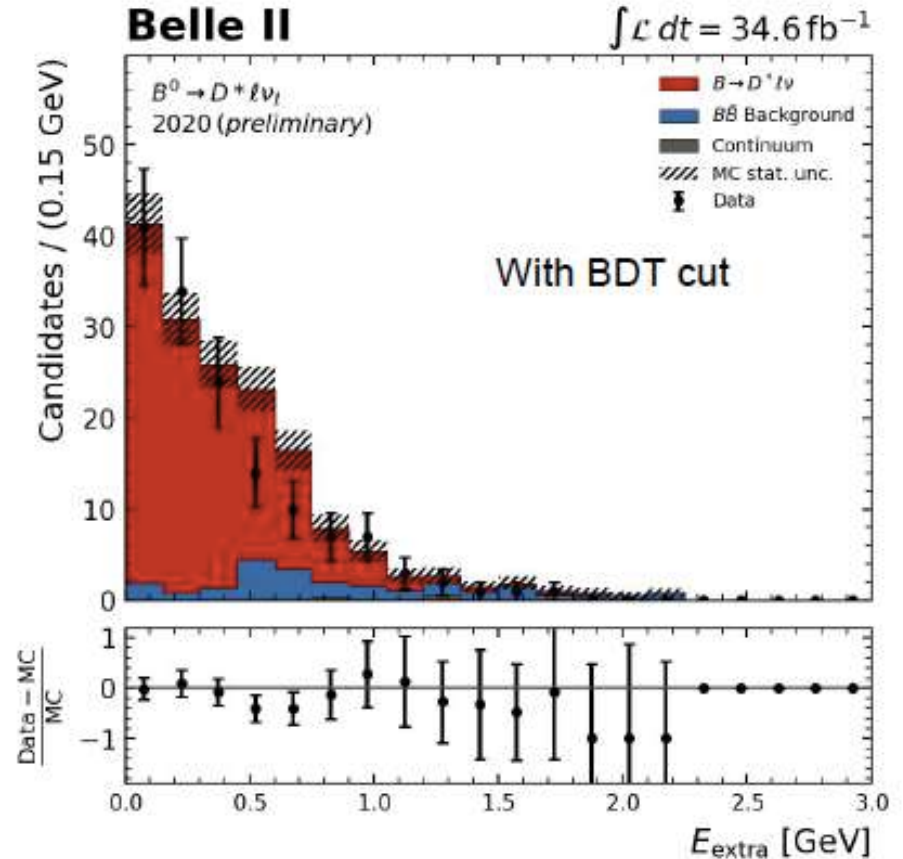 Belle II
∫ℒ dt = 34.6 fb⁻¹
B⁰ → D∗ℓνℓ
2020 (preliminary)
B → D*ℓν
BB̄ Background
Continuum
MC stat. unc.
Data
With BDT cut
Candidates / (0.15 GeV)
50
40
30
20
10
0
Data − MC
MC
1
0
−1
0.0 0.5 1.0 1.5 2.0 2.5 3.0
E_extra [GeV]